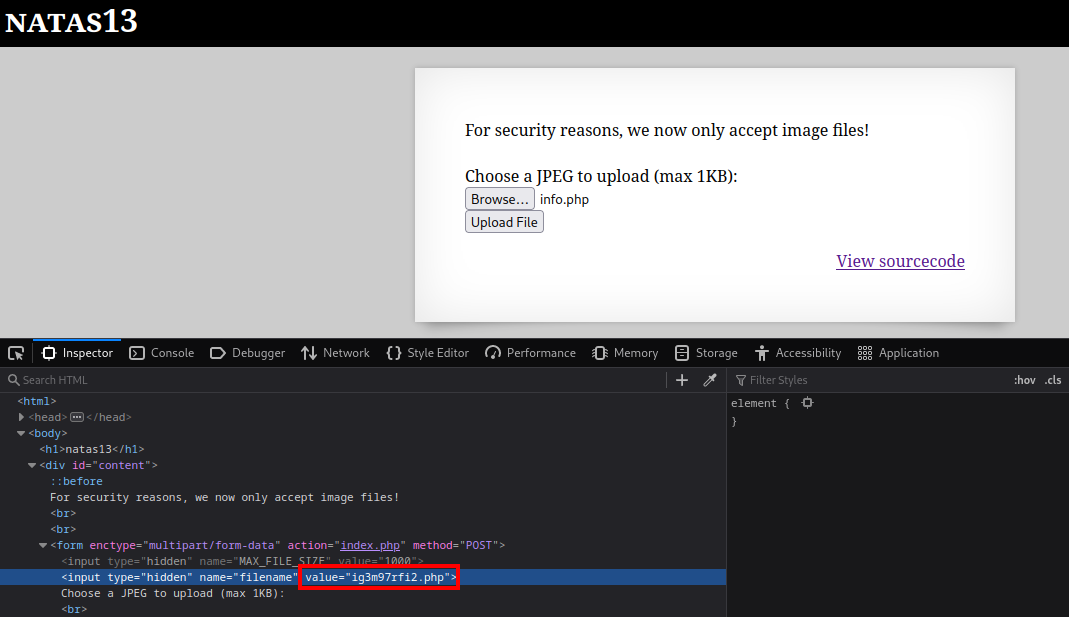 NATAS13
For security reasons, we now only accept image files!
Choose a JPEG to upload (max 1KB):
Browse... info.php
Upload File
View sourcecode
Inspector Console Debugger Network Style Editor Performance Memory Storage Accessibility Application
Search HTML
Filter Styles :hov .cls
<html>
<head> ••• </head>
<body>
<h1>natas13</h1>
<div id="content">
::before
For security reasons, we now only accept image files!
<br>
<br>
<form enctype="multipart/form-data" action="index.php" method="POST">
<input type="hidden" name="MAX_FILE_SIZE" value="1000">
<input type="hidden" name="filename" value="ig3m97rfi2.php">
Choose a JPEG to upload (max 1KB):
<br>
element {
}